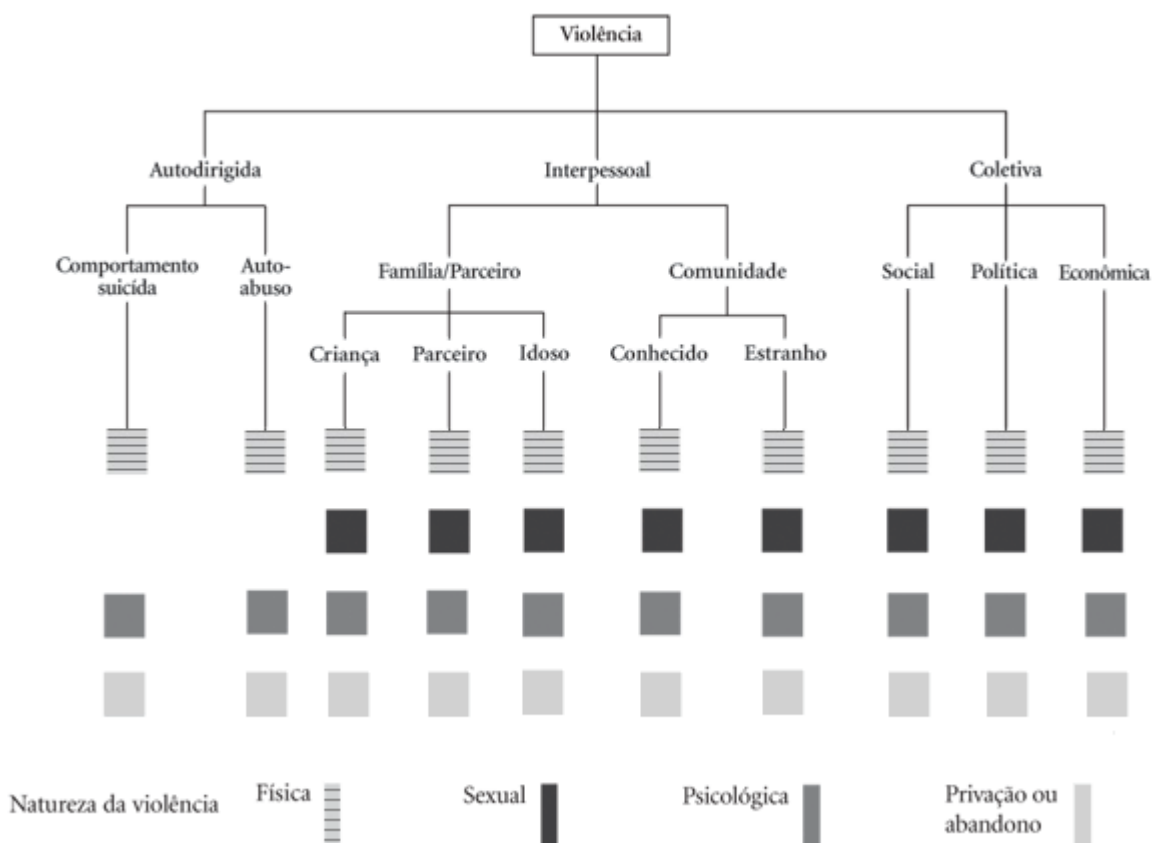 Violência
Autodirigida
Interpessoal
Coletiva
Comportamento
suicída
Auto-
abuso
Família/Parceiro
Comunidade
Social
Política
Econômica
Criança
Parceiro
Idoso
Conhecido
Estranho
Natureza da violência
Física
Sexual
Psicológica
Privação ou
abandono